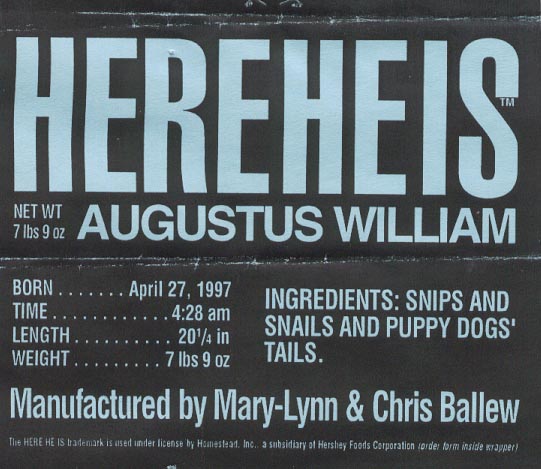 HEREHEIS™
NET WT
7 lbs 9 oz
AUGUSTUS WILLIAM
BORN ....... April 27, 1997
TIME ............ 4:28 am
LENGTH .......... 20¼ in
WEIGHT .......... 7 lbs 9 oz
INGREDIENTS: SNIPS AND
SNAILS AND PUPPY DOGS'
TAILS.
Manufactured by Mary-Lynn & Chris Ballew
The HERE HE IS trademark is used under license by Homestead, Inc., a subsidiary of Hershey Foods Corporation (order form inside wrapper)